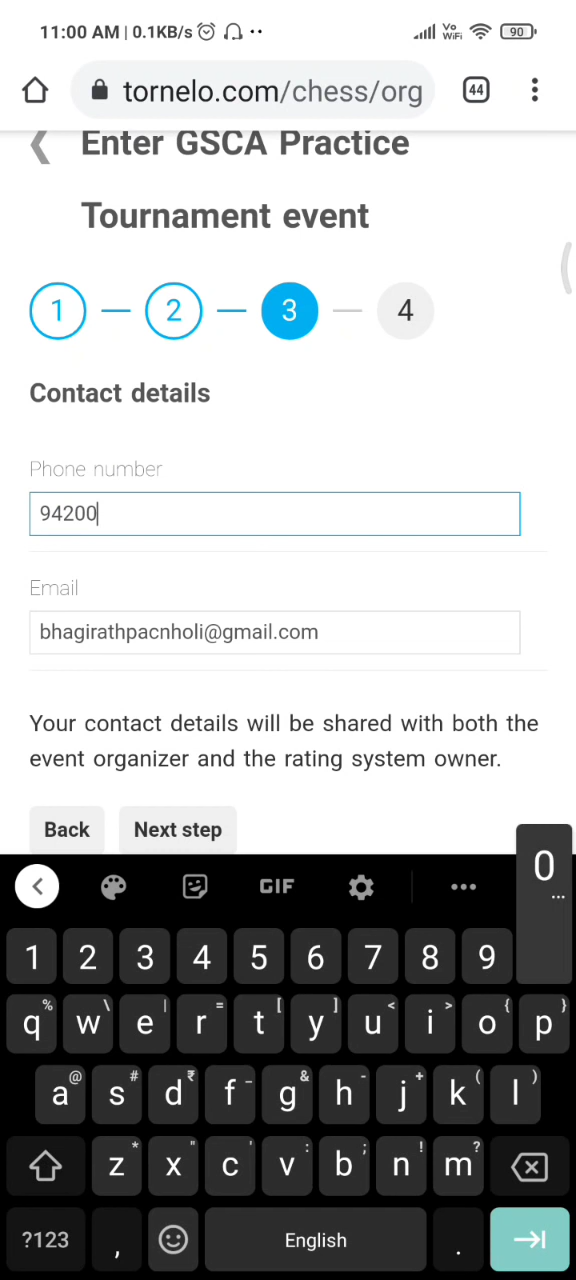 11:00 AM | 0.1KB/s
Vo WiFi
90
tornelo.com/chess/org
44
Enter GSCA Practice
Tournament event
1 2 3 4
Contact details
Phone number
94200
Email
bhagirathpacnholi@gmail.com
Your contact details will be shared with both the
event organizer and the rating system owner.
Back Next step
GIF
0
...
1 2 3 4 5 6 7 8 9
% \ | = [ ] < > { }
q w e r t y u i o p
@ # ₹ _ & - + ( )
a s d f g h j k l
* " ' : ; ! ?
z x c v b n m
?123 , English .